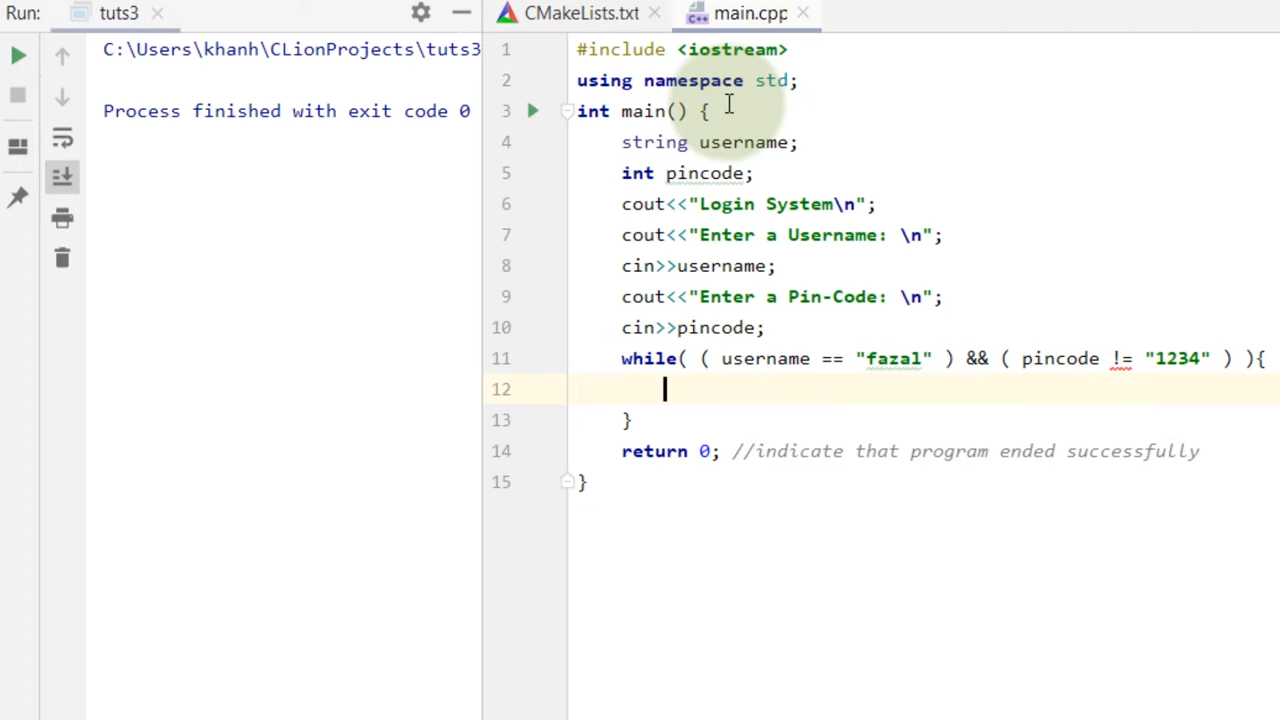 Run: tuts3
C:\Users\khanh\CLionProjects\tuts3
Process finished with exit code 0
CMakeLists.txt main.cpp
C++
1 #include <iostream>
2 using namespace std;
3 int main() {
4 string username;
5 int pincode;
6 cout<<"Login System\n";
7 cout<<"Enter a Username: \n";
8 cin>>username;
9 cout<<"Enter a Pin-Code: \n";
10 cin>>pincode;
11 while( ( username == "fazal" ) && ( pincode != "1234" ) ){
12
13 }
14 return 0; //indicate that program ended successfully
15 }